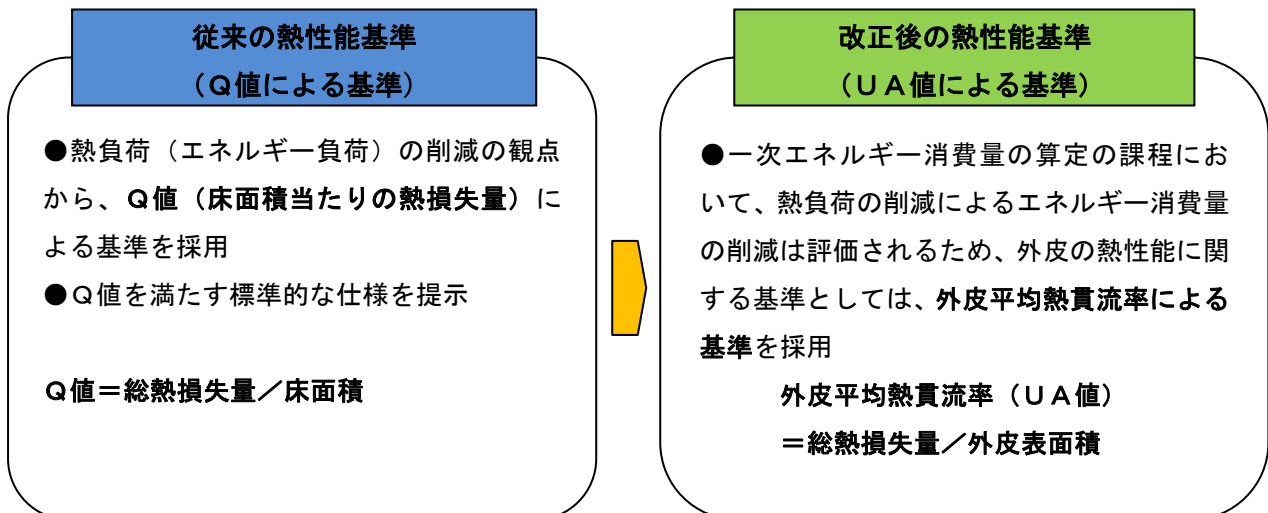 従来の熱性能基準
(Q値による基準)
●熱負荷（エネルギー負荷）の削減の観点
から、Q値（床面積当たりの熱損失量）に
よる基準を採用
●Q値を満たす標準的な仕様を提示
Q値＝総熱損失量／床面積
改正後の熱性能基準
(UA値による基準)
●一次エネルギー消費量の算定の課程にお
いて、熱負荷の削減によるエネルギー消費量
の削減は評価されるため、外皮の熱性能に関
する基準としては、外皮平均熱貫流率による
基準を採用
外皮平均熱貫流率（UA値）
＝総熱損失量／外皮表面積